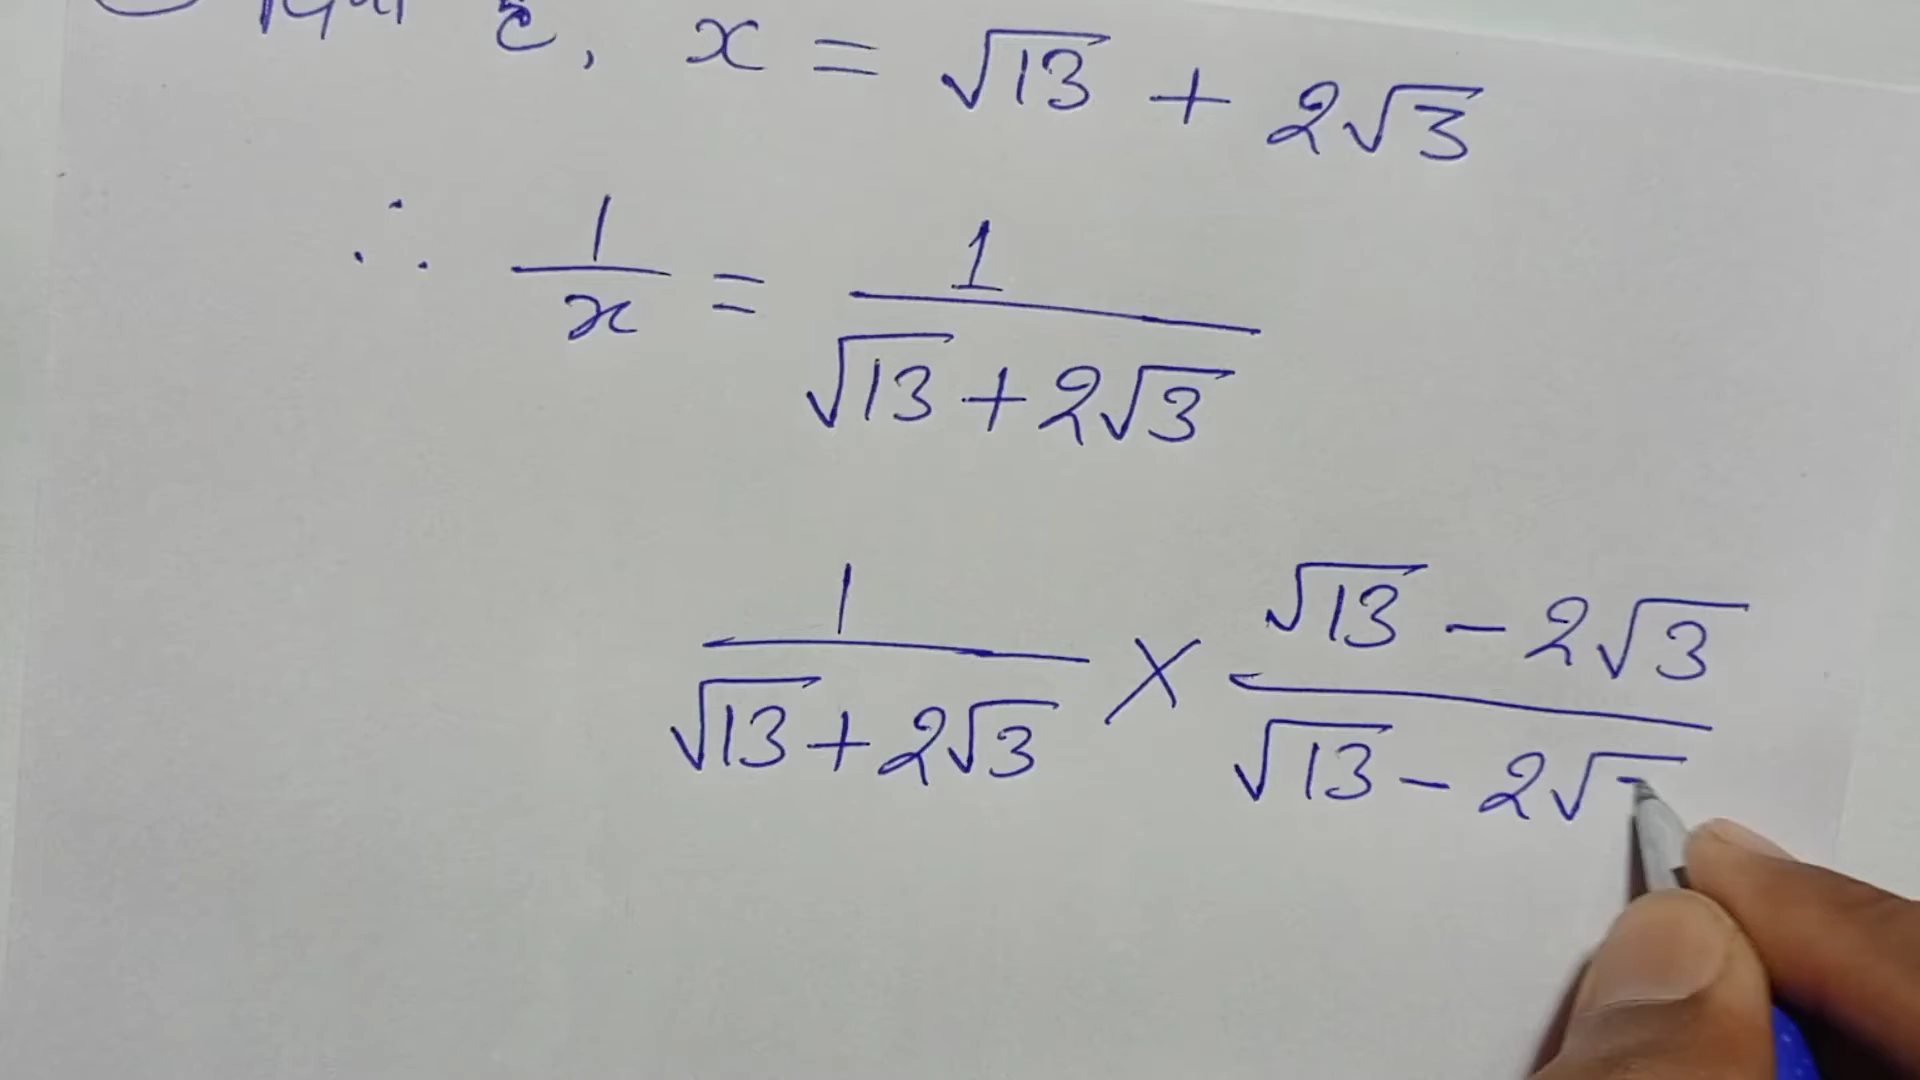 है, x = √13 + 2√3
∴ 1/x = 1/(√13 + 2√3)
1/(√13 + 2√3) × (√13 - 2√3)/(√13 - 2√